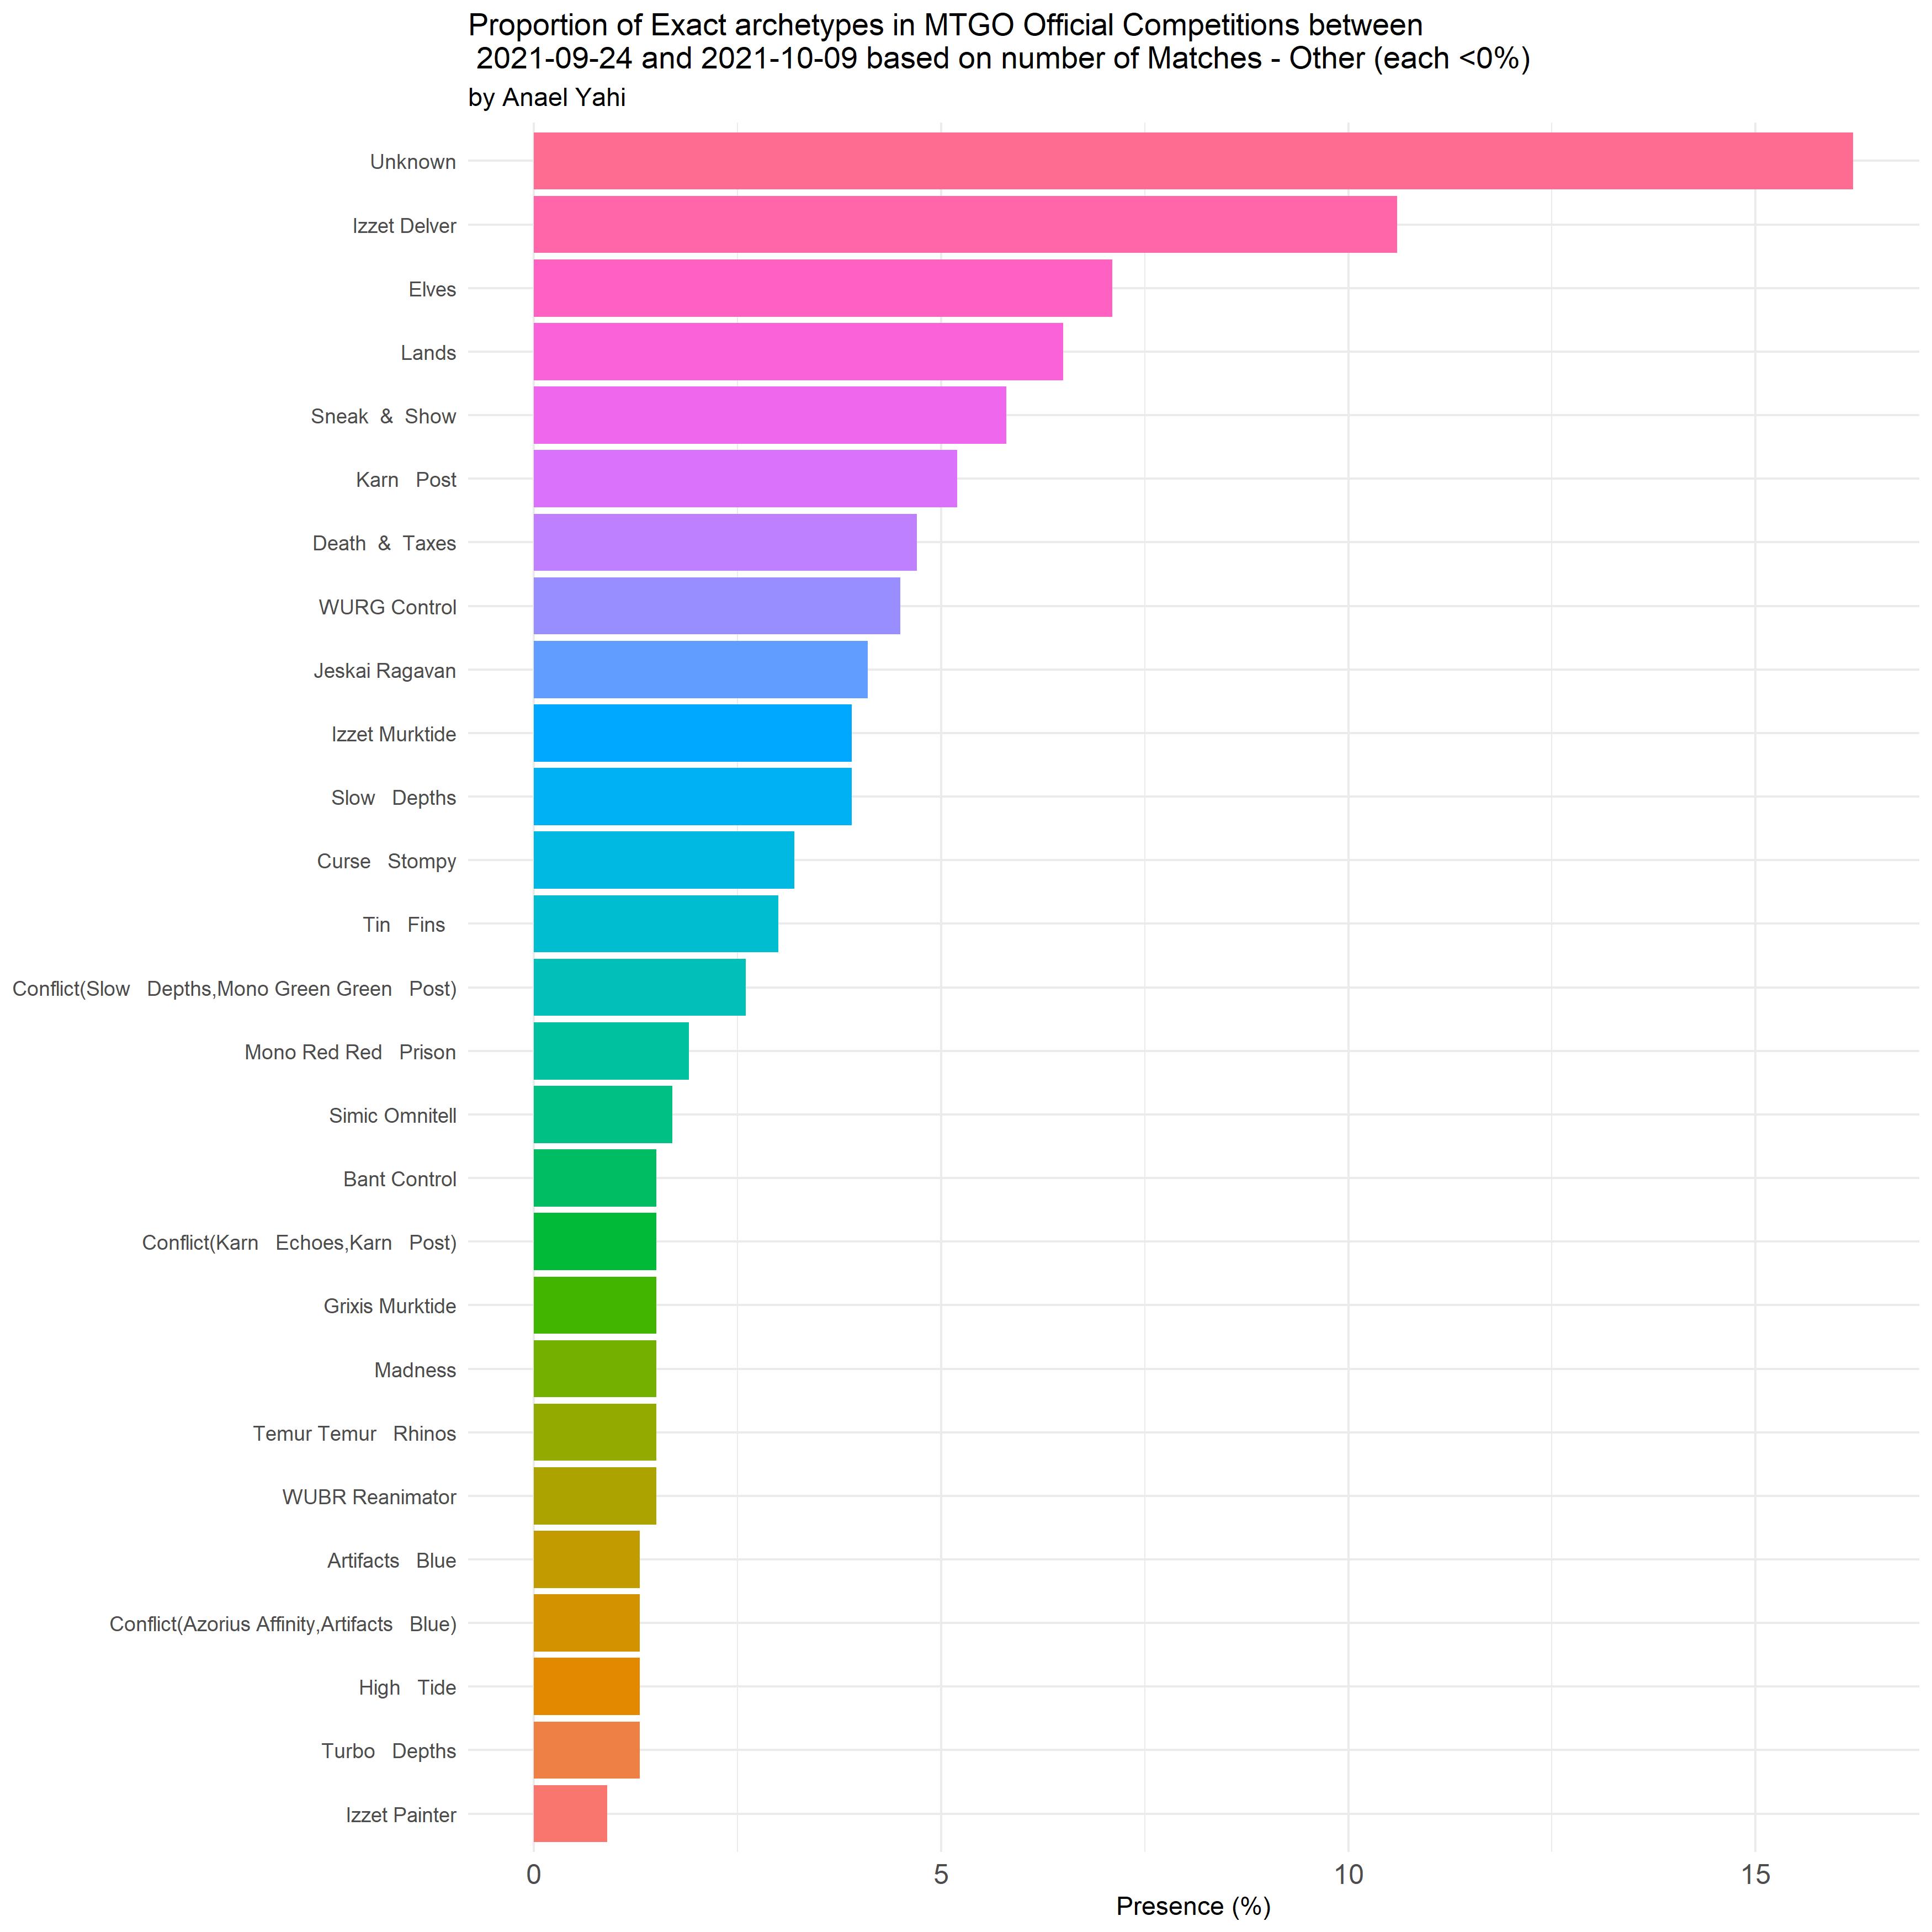 Proportion of Exact archetypes in MTGO Official Competitions between
2021-09-24 and 2021-10-09 based on number of Matches - Other (each <0%)
by Anael Yahi
Unknown
Izzet Delver
Elves
Lands
Sneak  &  Show
Karn   Post
Death  &  Taxes
WURG Control
Jeskai Ragavan
Izzet Murktide
Slow   Depths
Curse   Stompy
Tin   Fins
Conflict(Slow   Depths,Mono Green Green   Post)
Mono Red Red   Prison
Simic Omnitell
Bant Control
Conflict(Karn   Echoes,Karn   Post)
Grixis Murktide
Madness
Temur Temur   Rhinos
WUBR Reanimator
Artifacts   Blue
Conflict(Azorius Affinity,Artifacts   Blue)
High   Tide
Turbo   Depths
Izzet Painter
0 5 10 15
Presence (%)